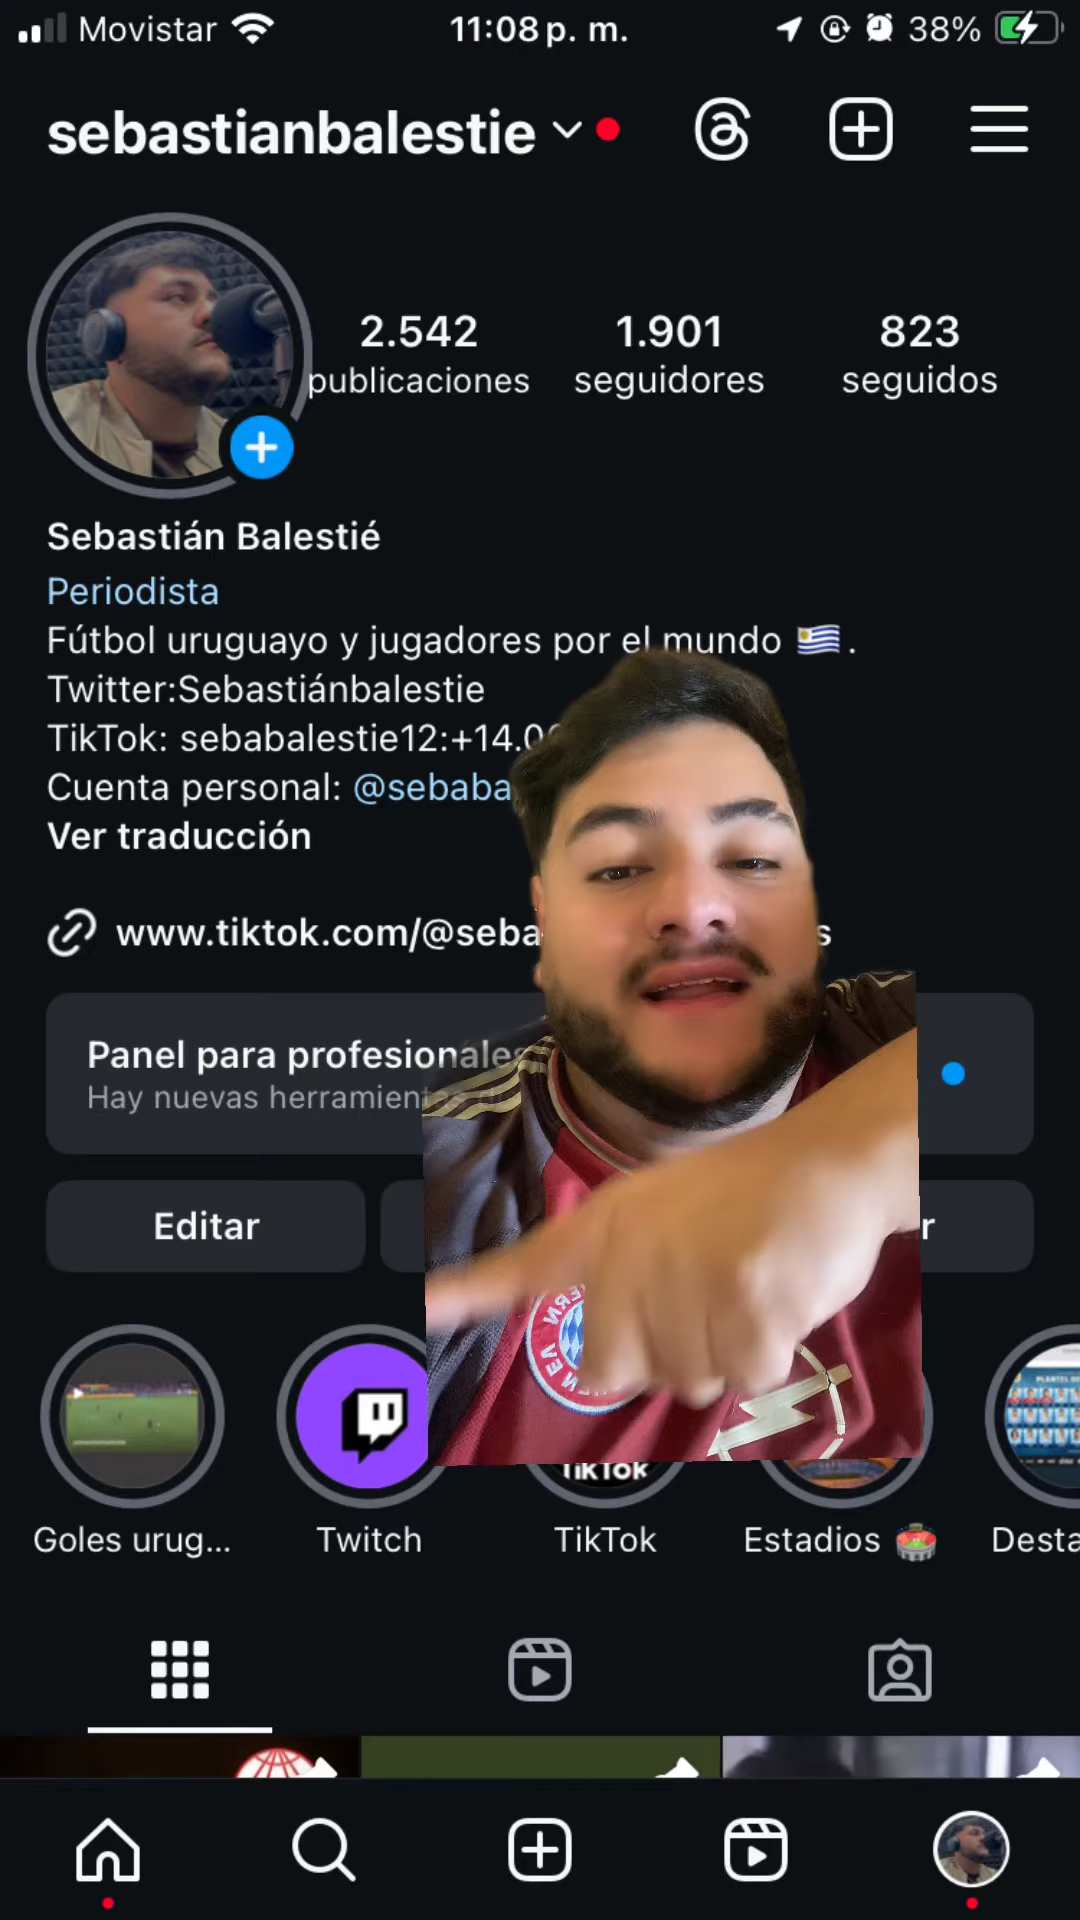 Movistar 11:08 p. m. 38%
sebastianbalestie
2.542 1.901 823
publicaciones seguidores seguidos
Sebastián Balestié
Periodista
Fútbol uruguayo y jugadores por el mundo 🇺🇾.
Twitter:Sebastiánbalestie
TikTok: sebabalestie12:+14.0
Cuenta personal: @sebaba
Ver traducción
www.tiktok.com/@seba s
Panel para profesionales
Hay nuevas herramient
Editar r
TikTok
Goles urug... Twitch TikTok Estadios 🏟️ Desta